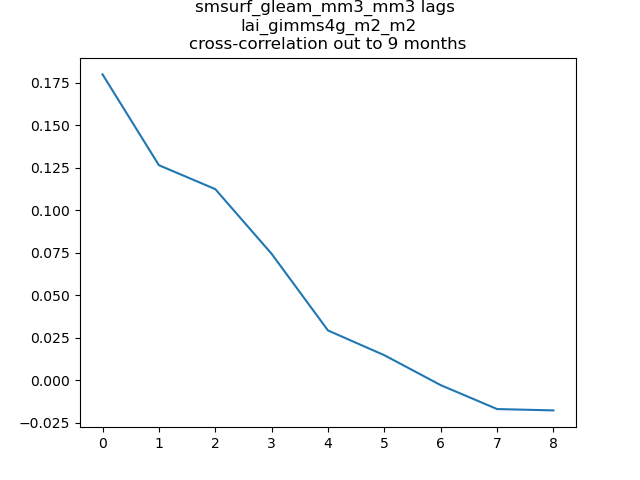 smsurf_gleam_mm3_mm3 lags
lai_gimms4g_m2_m2
cross-correlation out to 9 months
0.175
0.150
0.125
0.100
0.075
0.050
0.025
0.000
−0.025
0 1 2 3 4 5 6 7 8